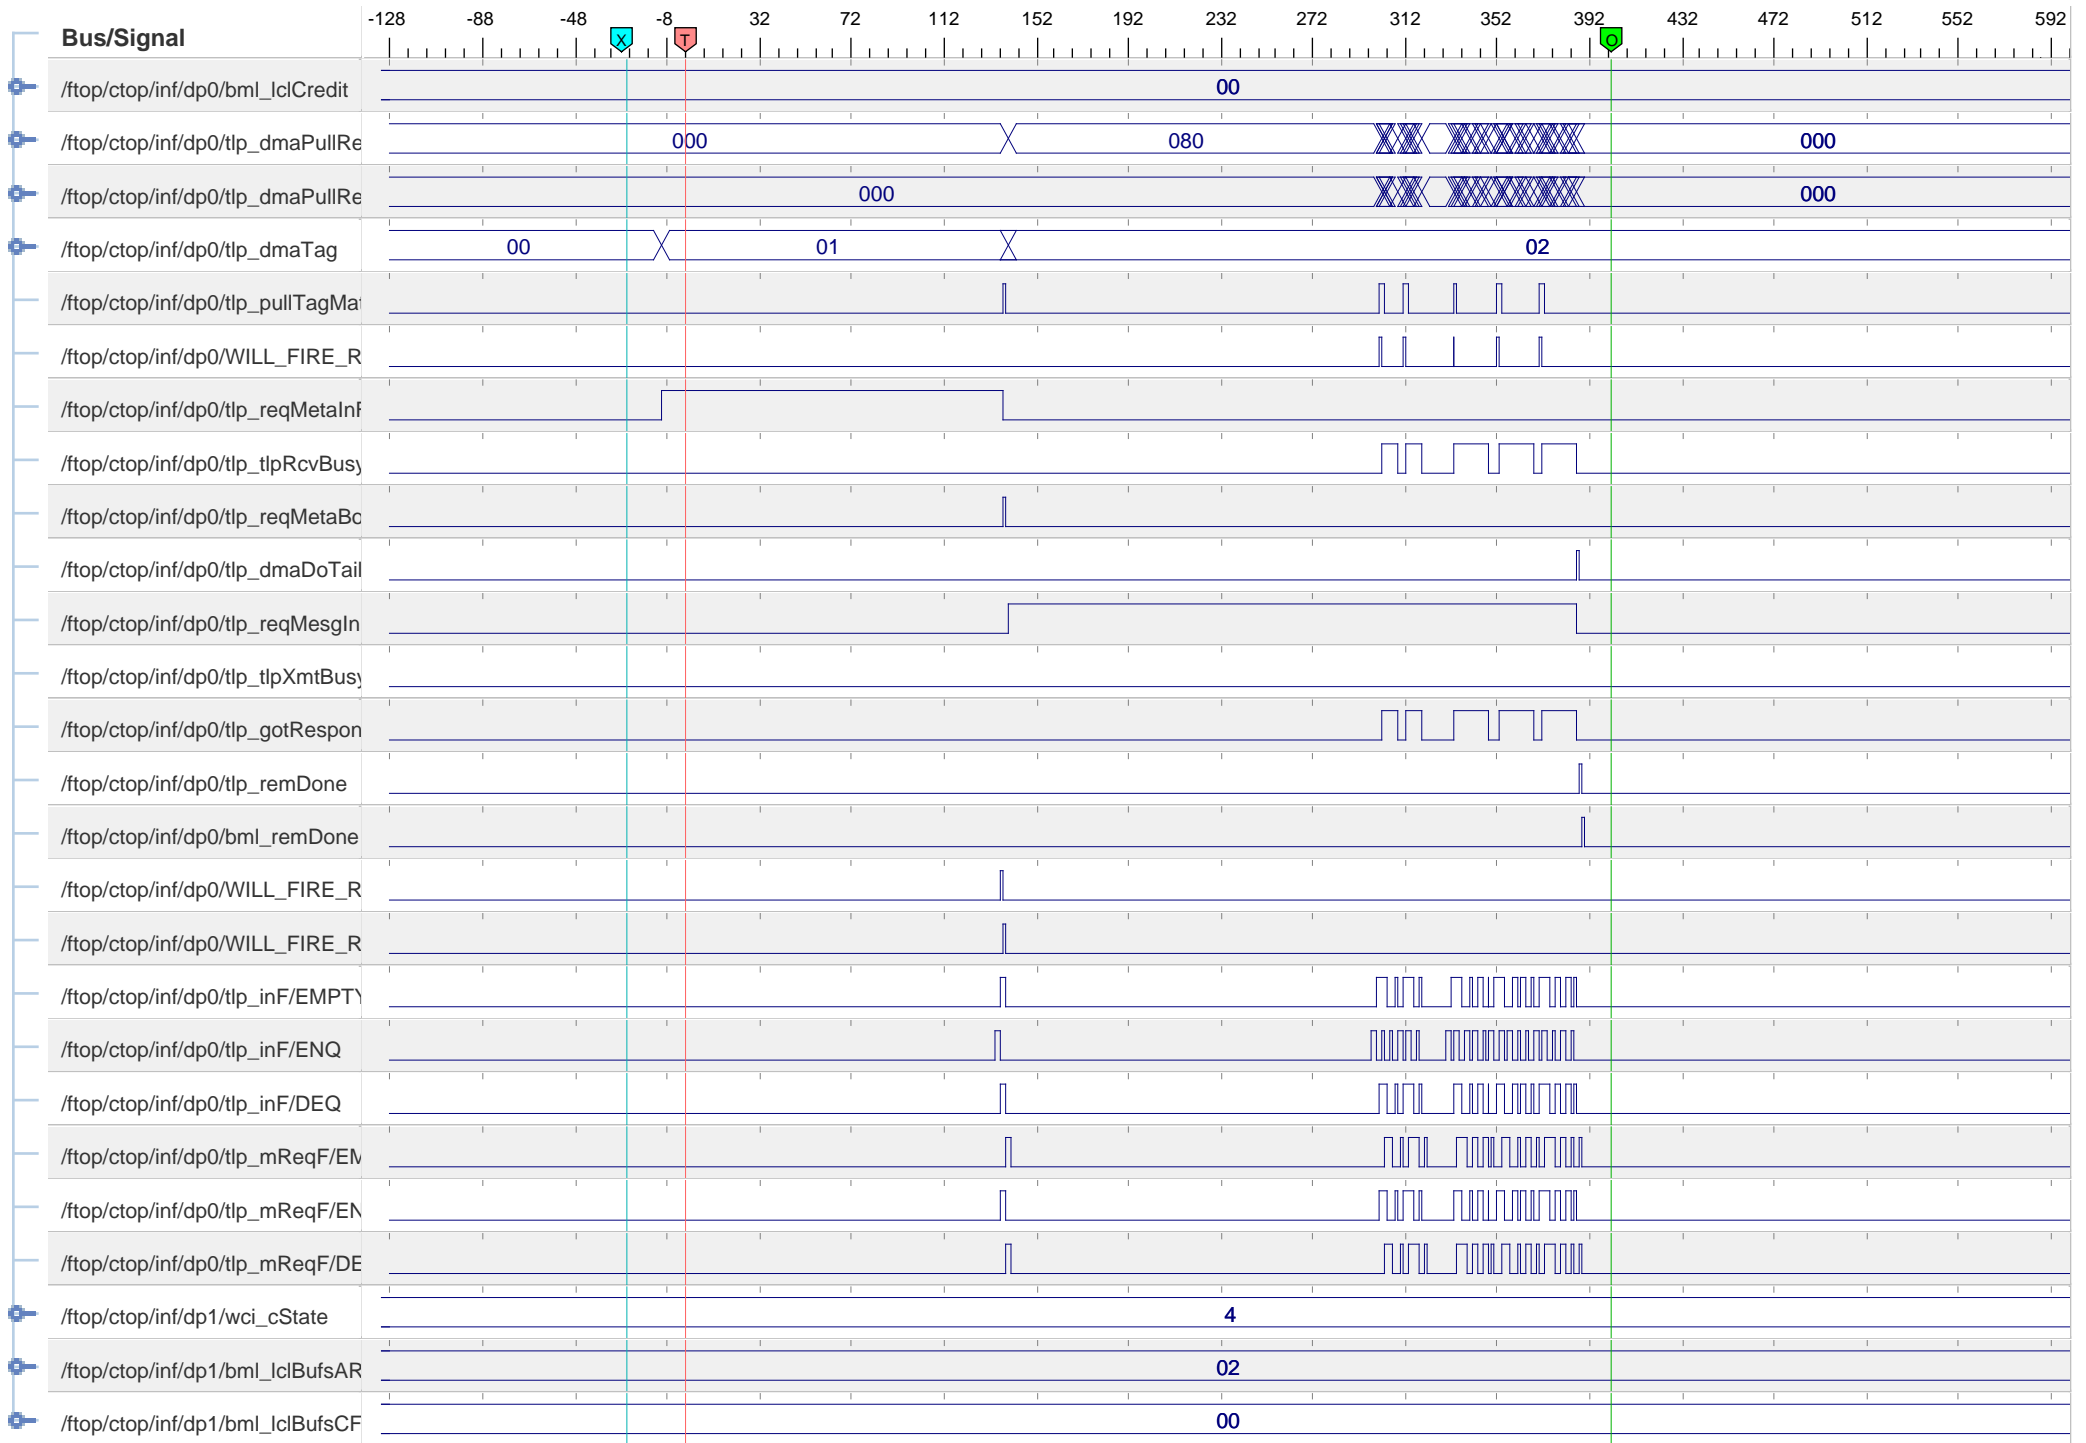 -128 -88 -48 -8 32 72 112 152 192 232 272 312 352 392 432 472 512 552 592
Bus/Signal X T O
/ftop/ctop/inf/dp0/bml_lclCredit 00
/ftop/ctop/inf/dp0/tlp_dmaPullRe 000 080 000
/ftop/ctop/inf/dp0/tlp_dmaPullRe 000 000
/ftop/ctop/inf/dp0/tlp_dmaTag 00 01 02
/ftop/ctop/inf/dp0/tlp_pullTagMat
/ftop/ctop/inf/dp0/WILL_FIRE_R
/ftop/ctop/inf/dp0/tlp_reqMetaInF
/ftop/ctop/inf/dp0/tlp_tlpRcvBusy
/ftop/ctop/inf/dp0/tlp_reqMetaBo
/ftop/ctop/inf/dp0/tlp_dmaDoTail
/ftop/ctop/inf/dp0/tlp_reqMesgIn
/ftop/ctop/inf/dp0/tlp_tlpXmtBusy
/ftop/ctop/inf/dp0/tlp_gotRespon
/ftop/ctop/inf/dp0/tlp_remDone
/ftop/ctop/inf/dp0/bml_remDone
/ftop/ctop/inf/dp0/WILL_FIRE_R
/ftop/ctop/inf/dp0/WILL_FIRE_R
/ftop/ctop/inf/dp0/tlp_inF/EMPTY
/ftop/ctop/inf/dp0/tlp_inF/ENQ
/ftop/ctop/inf/dp0/tlp_inF/DEQ
/ftop/ctop/inf/dp0/tlp_mReqF/EM
/ftop/ctop/inf/dp0/tlp_mReqF/EN
/ftop/ctop/inf/dp0/tlp_mReqF/DE
/ftop/ctop/inf/dp1/wci_cState 4
/ftop/ctop/inf/dp1/bml_lclBufsAR 02
/ftop/ctop/inf/dp1/bml_lclBufsCF 00